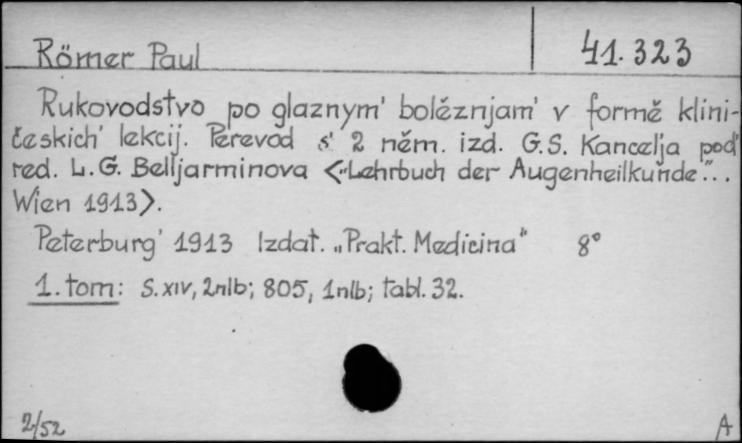 Römer Paul 41.323
Rukovodstvo po glaznym' bolěznjam' v formě klini-
českich' lekcij. Perevod s' 2 něm. izd. G.S. Kancelja pod'
red. L.G. Belljarminova <„Lehrbuch der Augenheilkunde"...
Wien 1913>.
Peterburg' 1913 Izdat. „Prakt. Medicina" 8°
1. tom: S. XIV, 2nlb; 805, 1nlb; tabl. 32.
2/52 A